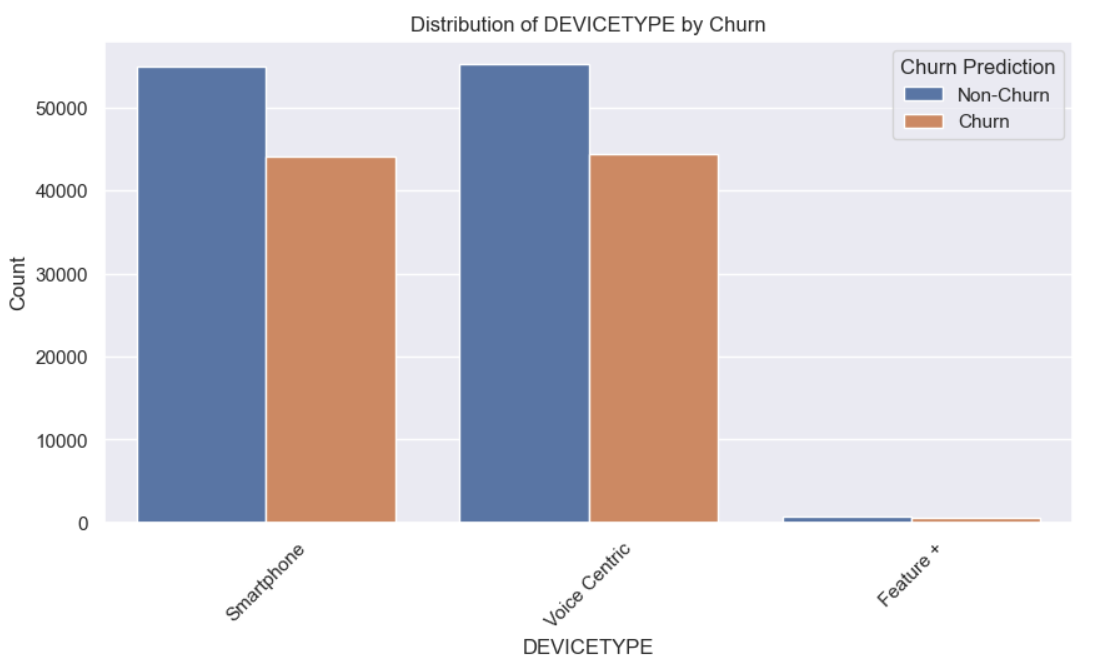 Distribution of DEVICETYPE by Churn
Churn Prediction
Non-Churn
Churn
Count
50000
40000
30000
20000
10000
0
Smartphone
Voice Centric
Feature +
DEVICETYPE